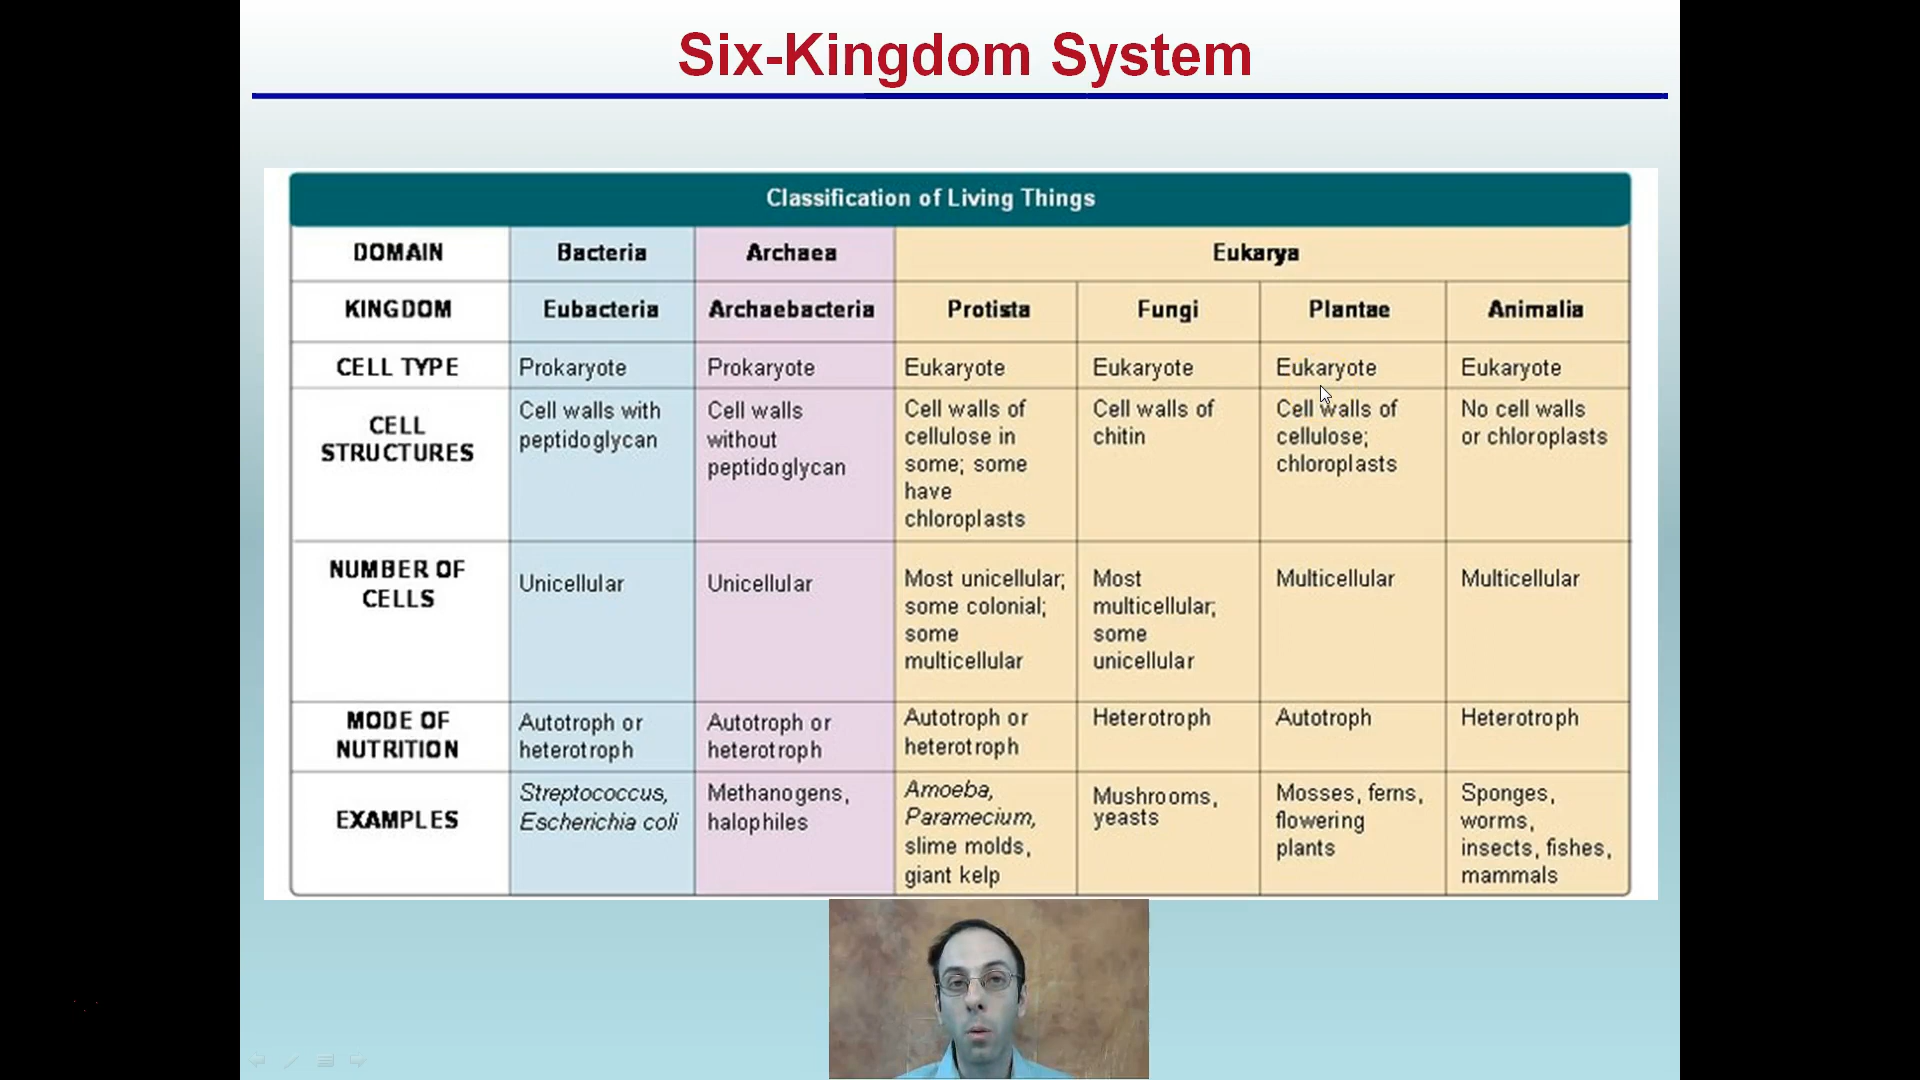 Six-Kingdom System
Classification of Living Things
DOMAIN Bacteria Archaea Eukarya
KINGDOM Eubacteria Archaebacteria Protista Fungi Plantae Animalia
CELL TYPE Prokaryote Prokaryote Eukaryote Eukaryote Eukaryote Eukaryote
CELL
STRUCTURES
Cell walls with
peptidoglycan
Cell walls
without
peptidoglycan
Cell walls of
cellulose in
some; some
have
chloroplasts
Cell walls of
chitin
Cell walls of
cellulose;
chloroplasts
No cell walls
or chloroplasts
NUMBER OF
CELLS
Unicellular
Unicellular
Most unicellular;
some colonial;
some
multicellular
Most
multicellular;
some
unicellular
Multicellular
Multicellular
MODE OF
NUTRITION
Autotroph or
heterotroph
Autotroph or
heterotroph
Autotroph or
heterotroph
Heterotroph
Autotroph
Heterotroph
EXAMPLES
Streptococcus,
Escherichia coli
Methanogens,
halophiles
Amoeba,
Paramecium,
slime molds,
giant kelp
Mushrooms,
yeasts
Mosses, ferns,
flowering
plants
Sponges,
worms,
insects, fishes,
mammals